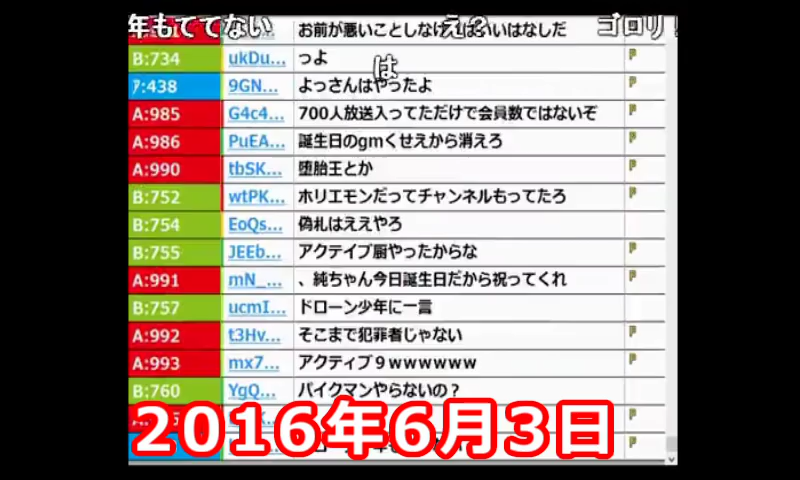 年もててない
え?
ゴロリ!
お前が悪いことしなければいいはなしだ
B:734 ukDu... つよ P
は
ｱ:438 9GN... よっさんはやったよ P
A:985 G4c4... 700人放送入ってただけで会員数ではないぞ P
A:986 PuEA... 誕生日のgmくせえから消えろ P
A:990 tbSK... 堕胎王とか P
B:752 wtPK... ホリエモンだってチャンネルもってたろ P
B:754 EoQs... 偽札はええやろ
B:755 JEEb... アクティブ厨やったからな P
A:991 mN_... 、純ちゃん今日誕生日だから祝ってくれ P
B:757 ucmI... ドローン少年に一言
A:992 t3Hv... そこまで犯罪者じゃない P
A:993 mx7... アクティブ９wwwwww P
B:760 YgQ... バイクマンやらないの？
P
2016年6月3日
P